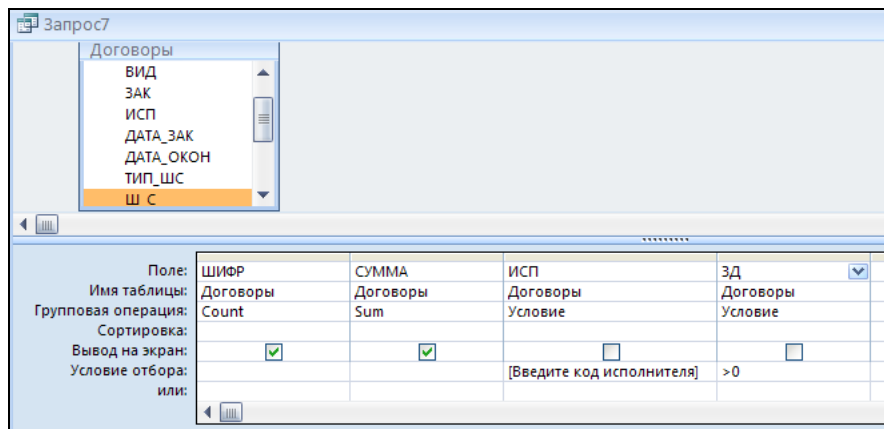 Запрос7
Договоры
ВИД
ЗАК
ИСП
ДАТА_ЗАК
ДАТА_ОКОН
ТИП_ШС
Ш_С
Поле: ШИФР СУММА ИСП ЗД
Имя таблицы: Договоры Договоры Договоры Договоры
Групповая операция: Count Sum Условие Условие
Сортировка:
Вывод на экран:
Условие отбора: [Введите код исполнителя] >0
или: